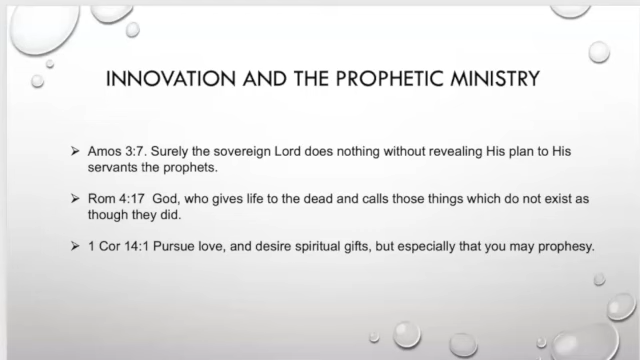 INNOVATION AND THE PROPHETIC MINISTRY
➢ Amos 3:7. Surely the sovereign Lord does nothing without revealing His plan to His
servants the prophets.
➢ Rom 4:17  God, who gives life to the dead and calls those things which do not exist as
though they did.
➢ 1 Cor 14:1 Pursue love, and desire spiritual gifts, but especially that you may prophesy.